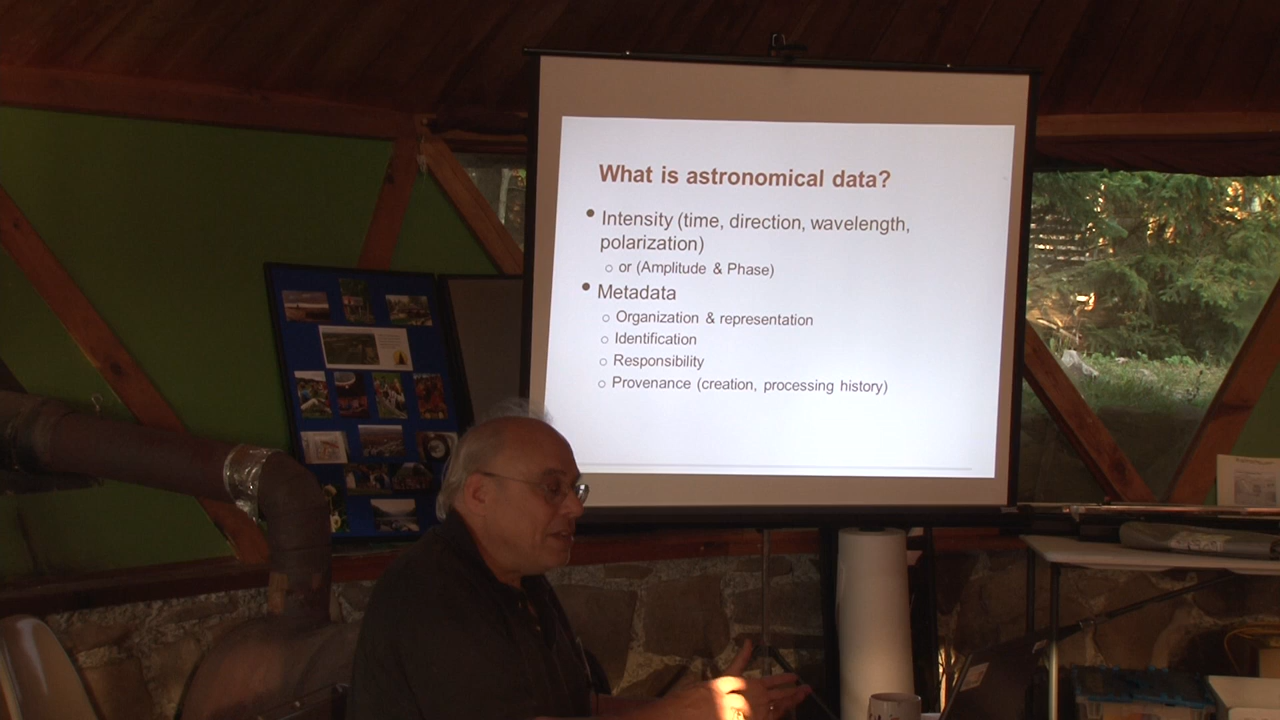 What is astronomical data?
• Intensity (time, direction, wavelength,
polarization)
○ or (Amplitude & Phase)
• Metadata
○ Organization & representation
○ Identification
○ Responsibility
○ Provenance (creation, processing history)